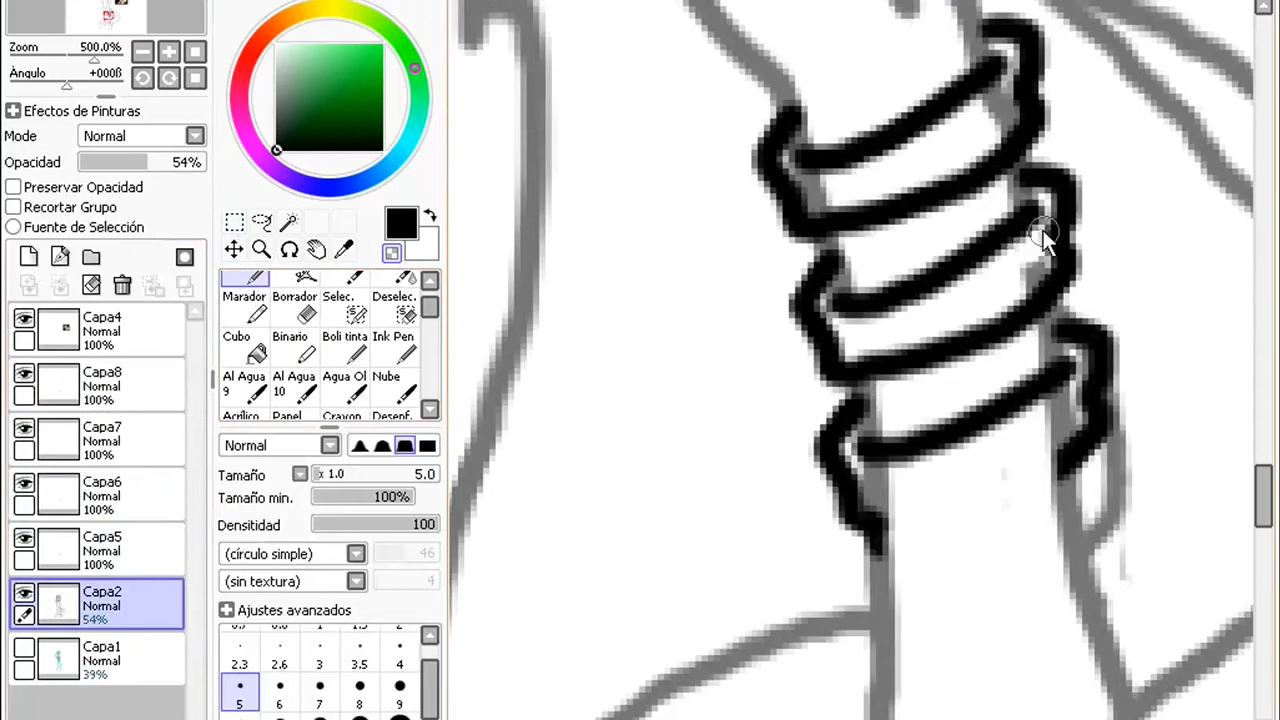 Zoom 500.0%
Ángulo +000ß
Efectos de Pinturas
Mode Normal
Opacidad 54%
Preservar Opacidad
Recortar Grupo
Fuente de Selección
Capa4
Normal
100%
Capa8
Normal
100%
Capa7
Normal
100%
Capa6
Normal
100%
Capa5
Normal
100%
Capa2
Normal
54%
Capa1
Normal
39%
Marador Borrador Selec. Deselec.
Cubo Binario Boli tinta Ink Pen
Al Agua 9 Al Agua 10 Agua Ol Nube
Acrílico Panel Crayon Desenf.
Normal
Tamaño x 1.0 5.0
Tamaño min. 100%
Densitidad 100
(círculo simple) 46
(sin textura) 4
Ajustes avanzados
2.3 2.6 3 3.5 4
5 6 7 8 9